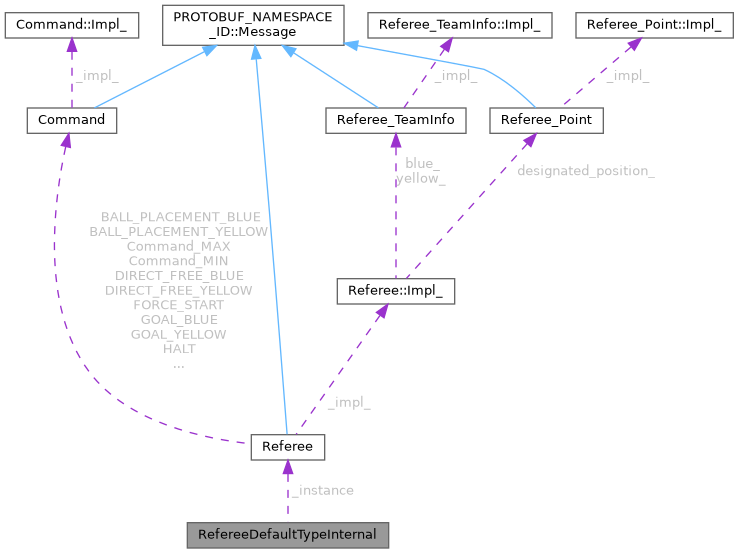 Command::Impl_
PROTOBUF_NAMESPACE
_ID::Message
Referee_TeamInfo::Impl_
Referee_Point::Impl_
_impl_
_impl_
_impl_
Command
Referee_TeamInfo
Referee_Point
blue_
yellow_
designated_position_
BALL_PLACEMENT_BLUE
BALL_PLACEMENT_YELLOW
Command_MAX
Command_MIN
DIRECT_FREE_BLUE
DIRECT_FREE_YELLOW
FORCE_START
GOAL_BLUE
GOAL_YELLOW
HALT
...
Referee::Impl_
_impl_
Referee
_instance
RefereeDefaultTypeInternal